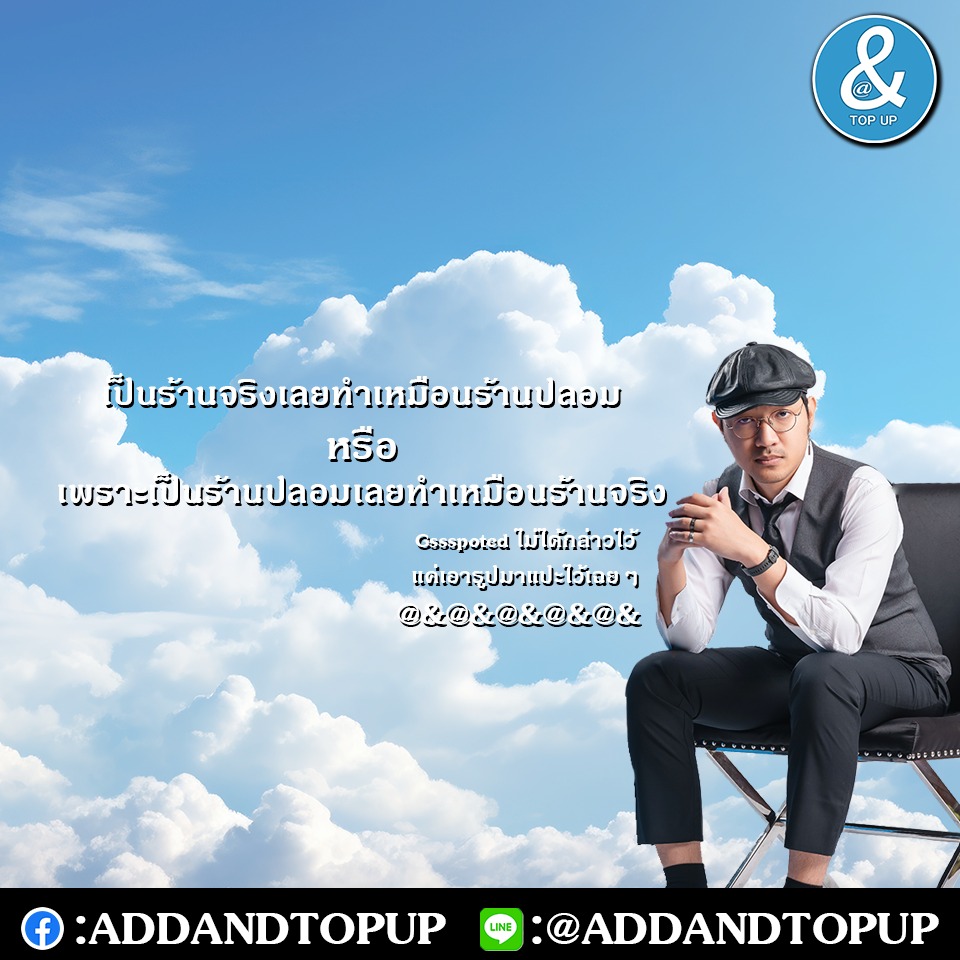 &
@
TOP UP
เป็นร้านจริงเลยทำเหมือนร้านปลอม
หรือ
เพราะเป็นร้านปลอมเลยทำเหมือนร้านจริง
Gssspoted ไม่ได้กล่าวไว้
แค่เอารูปมาแปะไว้เฉย ๆ
@&@&@&@&@&
:ADDANDTOPUP LINE :@ADDANDTOPUP